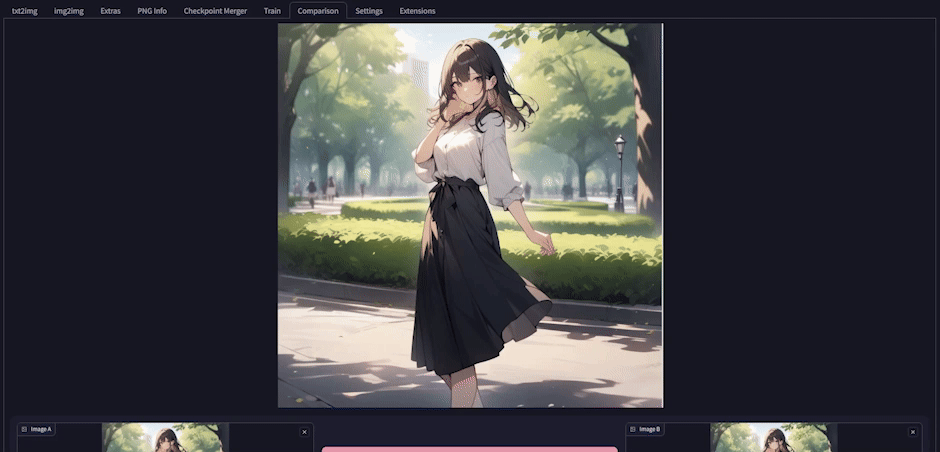 txt2img img2img Extras PNG Info Checkpoint Merger Train Comparison Settings Extensions
Image A
Image B